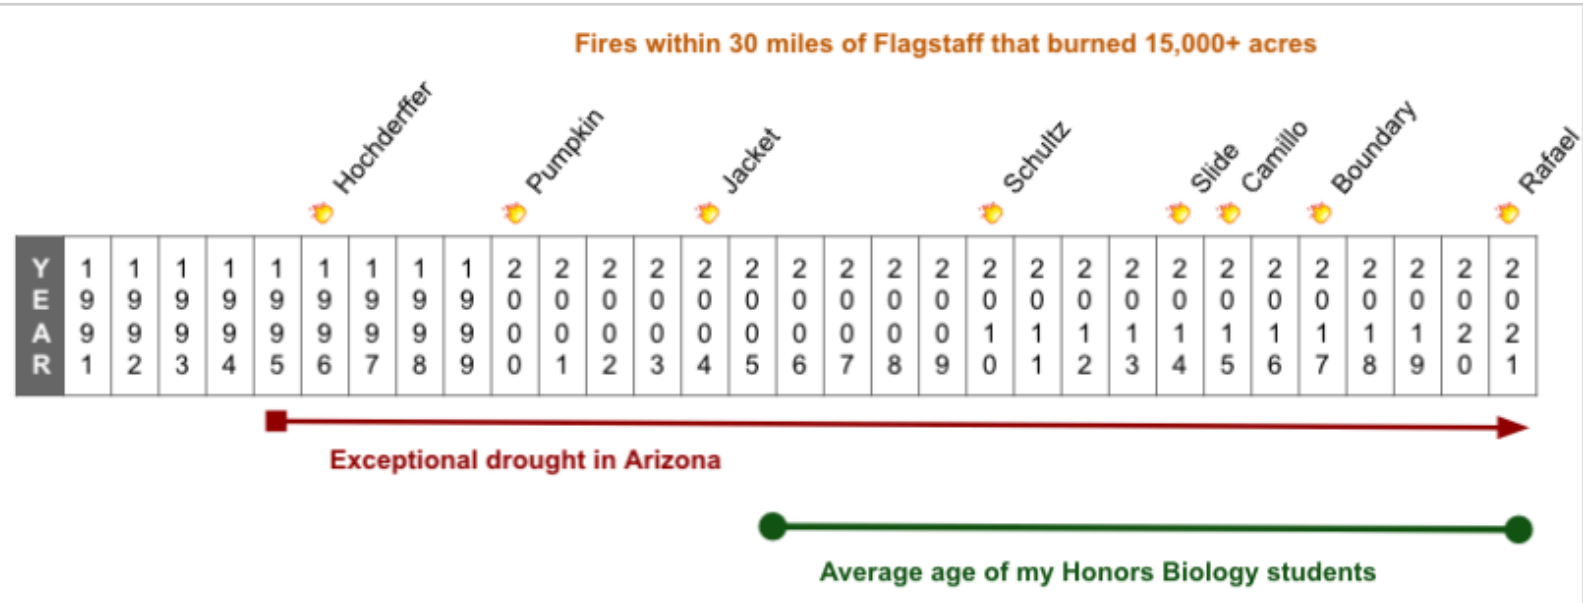 Fires within 30 miles of Flagstaff that burned 15,000+ acres
Hochderffer
Pumpkin
Jacket
Schultz
Slide
Camillo
Boundary
Rafael
YEAR 1991 1992 1993 1994 1995 1996 1997 1998 1999 2000 2001 2002 2003 2004 2005 2006 2007 2008 2009 2010 2011 2012 2013 2014 2015 2016 2017 2018 2019 2020 2021
Exceptional drought in Arizona
Average age of my Honors Biology students